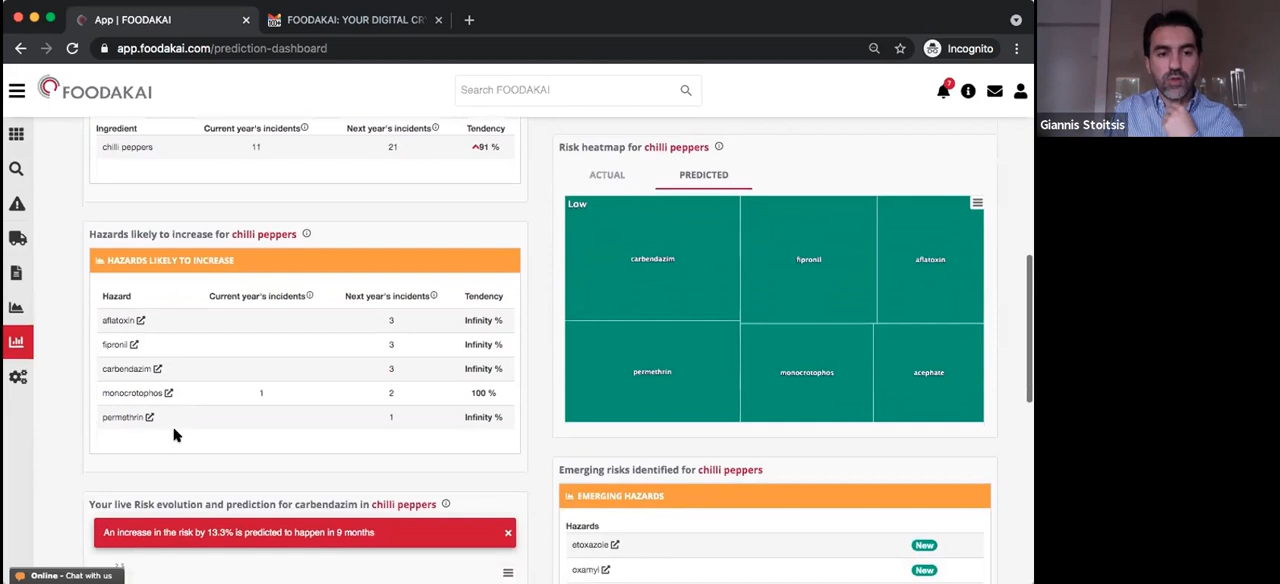 App | FOODAKAI
FOODAKAI: YOUR DIGITAL CR
app.foodakai.com/prediction-dashboard
Incognito
FOODAKAI
Search FOODAKAI
7
Giannis Stoitsis
Ingredient Current year's incidents Next year's incidents Tendency
chilli peppers 11 21 91 %
Hazards likely to increase for chilli peppers
HAZARDS LIKELY TO INCREASE
Hazard Current year's incidents Next year's incidents Tendency
aflatoxin 3 Infinity %
fipronil 3 Infinity %
carbendazim 3 Infinity %
monocrotophos 1 2 100 %
permethrin 1 Infinity %
Your live Risk evolution and prediction for carbendazim in chilli peppers
An increase in the risk by 13.3% is predicted to happen in 9 months
Online - Chat with us
Risk heatmap for chilli peppers
ACTUAL PREDICTED
Low
carbendazim fipronil aflatoxin
permethrin monocrotophos acephate
Emerging risks identified for chilli peppers
EMERGING HAZARDS
Hazards
etoxazole New
oxamyl New